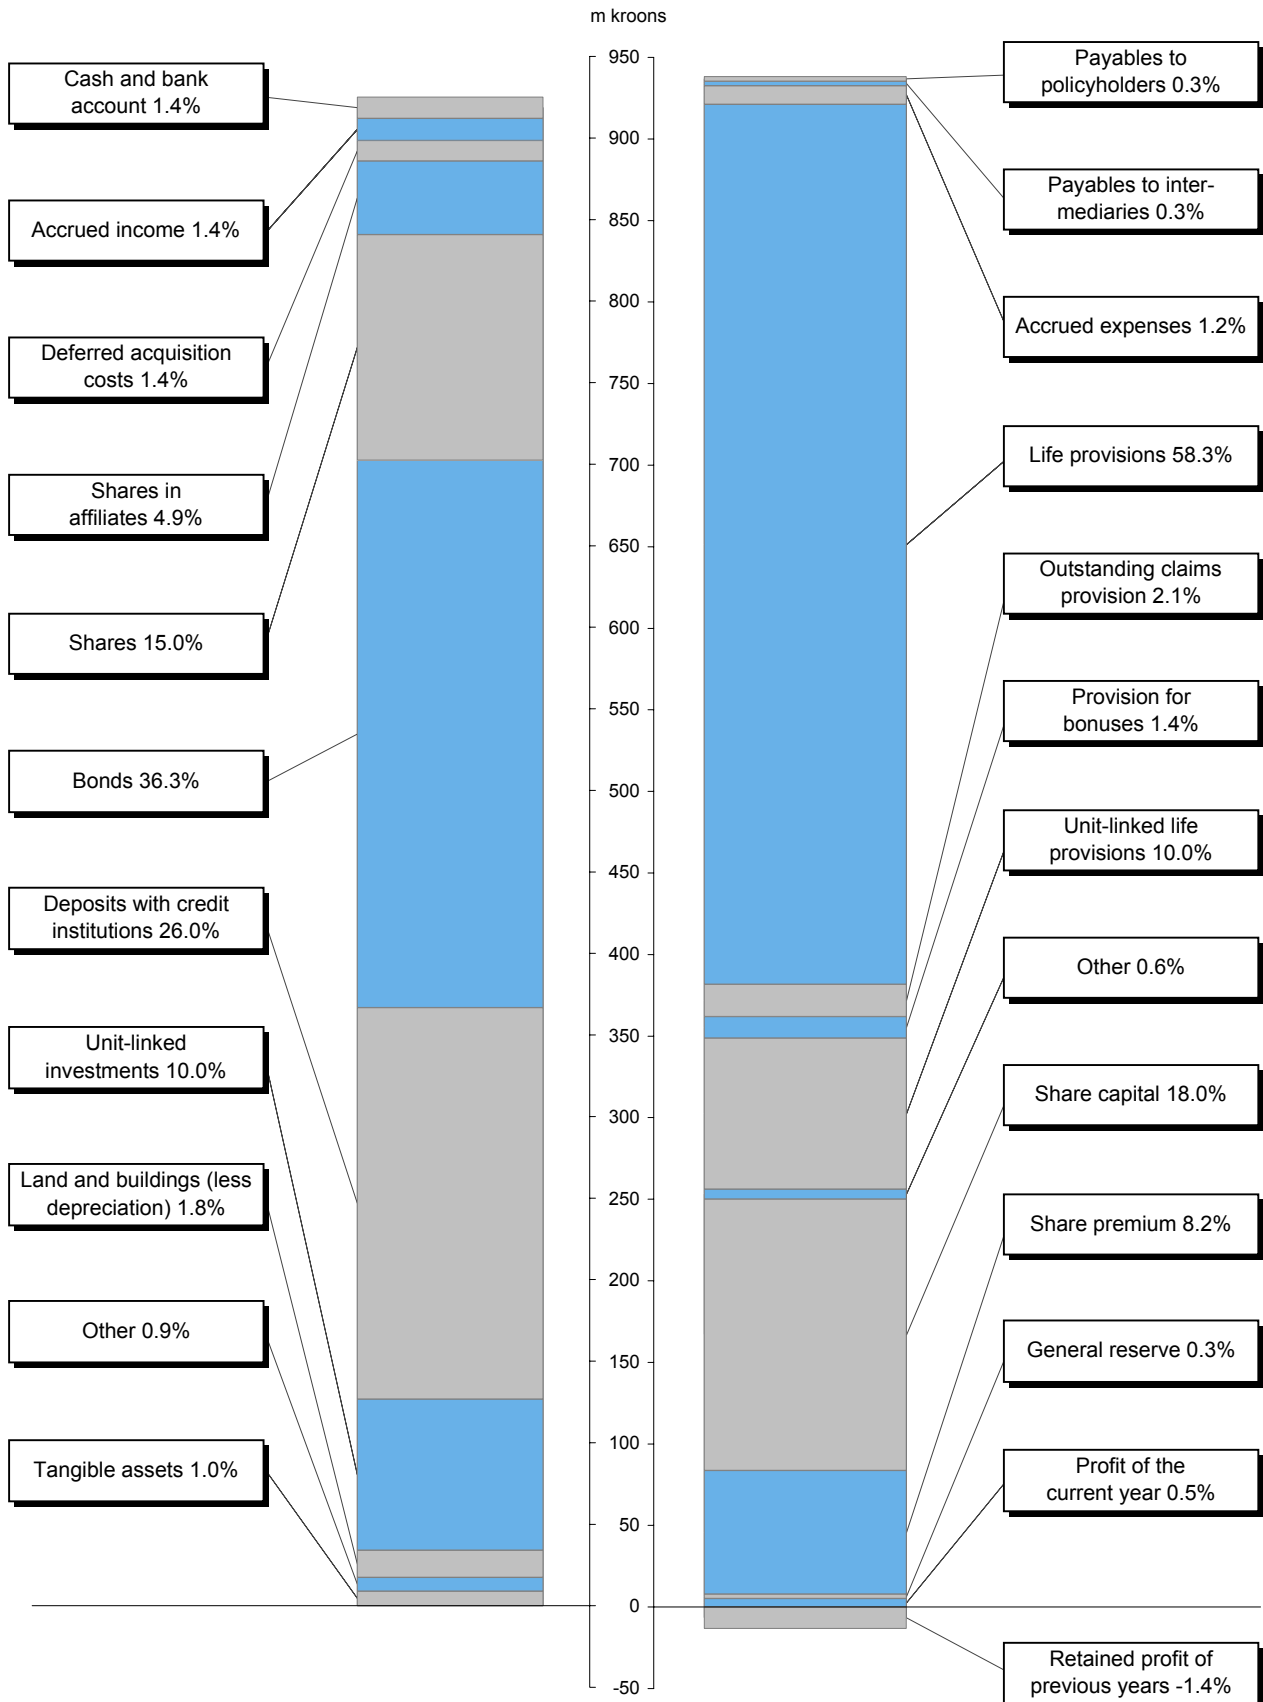 m kroons
Cash and bank
account 1.4%
Accrued income 1.4%
Deferred acquisition
costs 1.4%
Shares in
affiliates 4.9%
Shares 15.0%
Bonds 36.3%
Deposits with credit
institutions 26.0%
Unit-linked
investments 10.0%
Land and buildings (less
depreciation) 1.8%
Other 0.9%
Tangible assets 1.0%
950
900
850
800
750
700
650
600
550
500
450
400
350
300
250
200
150
100
50
0
-50
Payables to
policyholders 0.3%
Payables to inter-
mediaries 0.3%
Accrued expenses 1.2%
Life provisions 58.3%
Outstanding claims
provision 2.1%
Provision for
bonuses 1.4%
Unit-linked life
provisions 10.0%
Other 0.6%
Share capital 18.0%
Share premium 8.2%
General reserve 0.3%
Profit of the
current year 0.5%
Retained profit of
previous years -1.4%